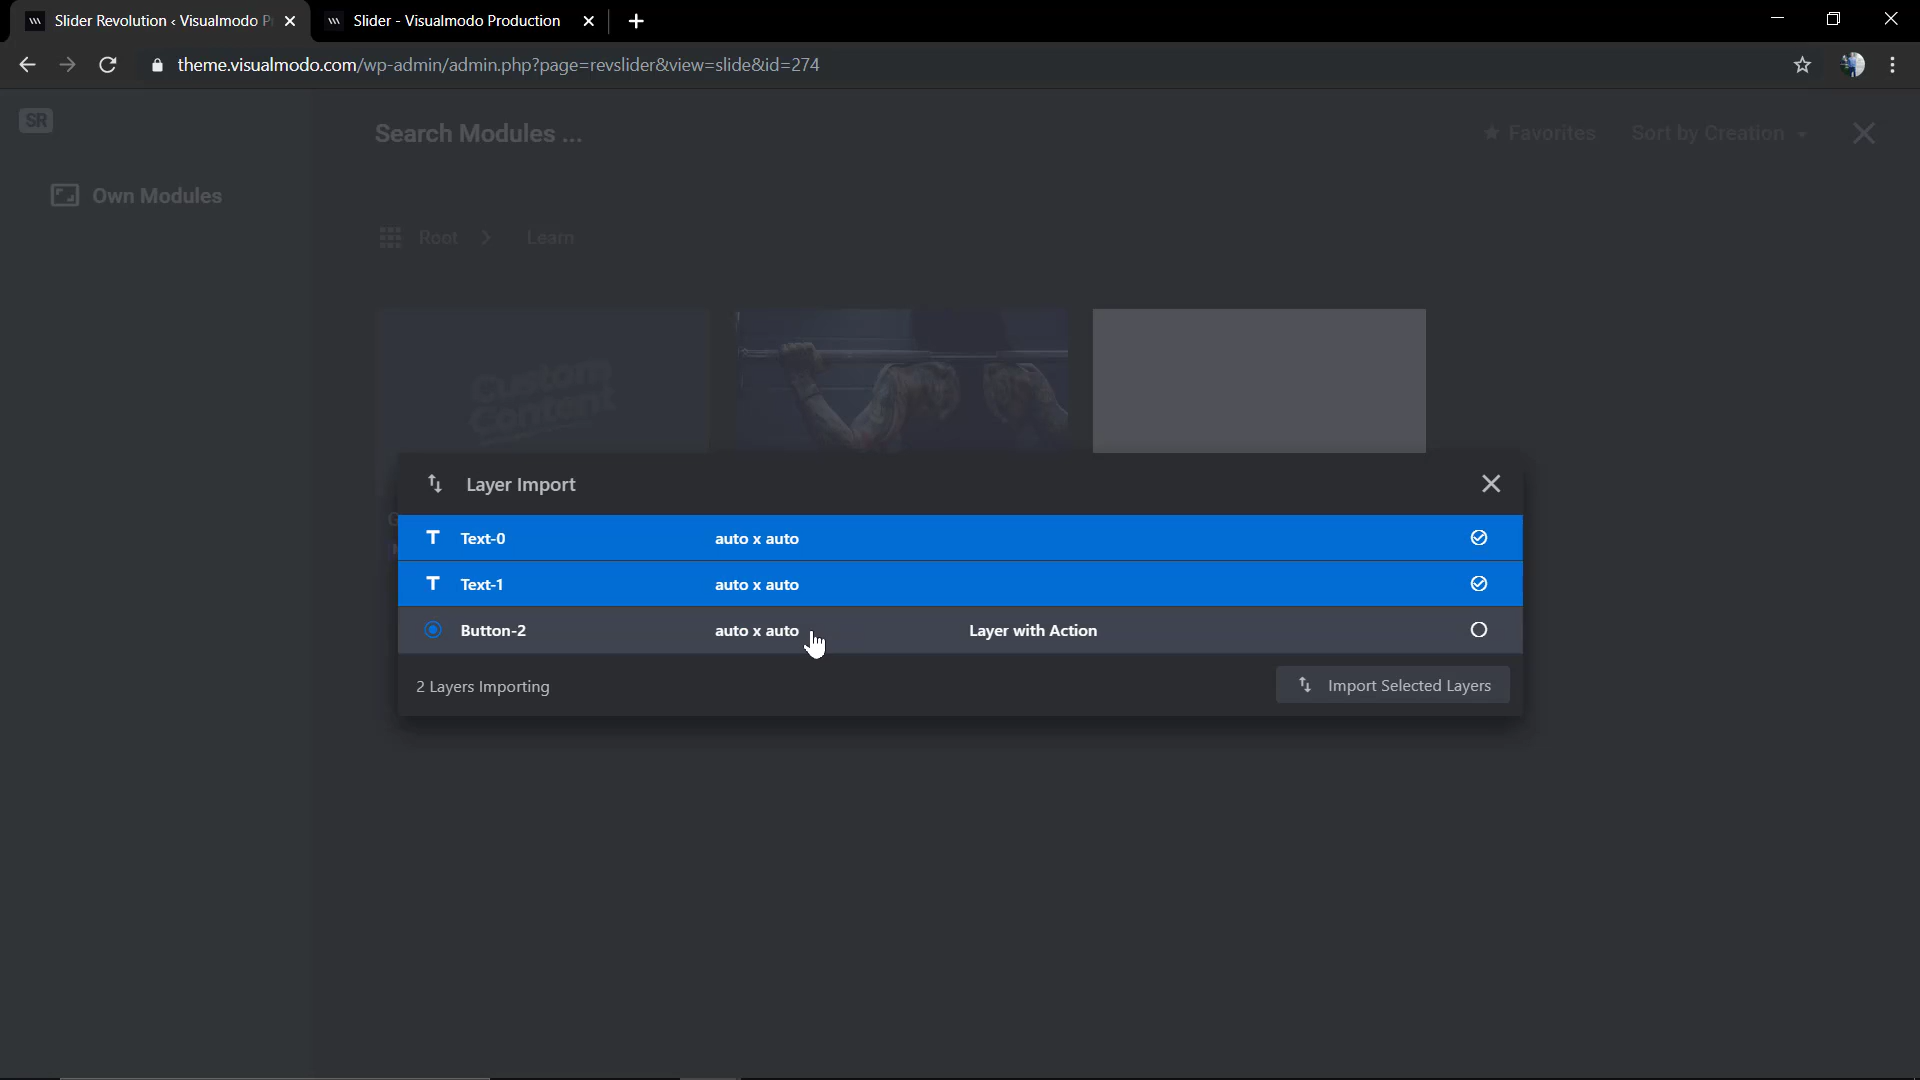 Slider Revolution ‹ Visualmodo P
Slider - Visualmodo Production
theme.visualmodo.com/wp-admin/admin.php?page=revslider&view=slide&id=274
SR
Search Modules ...
Favorites
Sort by Creation
Own Modules
Root
Learn
Custom
Content
Layer Import
T Text-0 auto x auto
T Text-1 auto x auto
Button-2 auto x auto Layer with Action
2 Layers Importing
Import Selected Layers